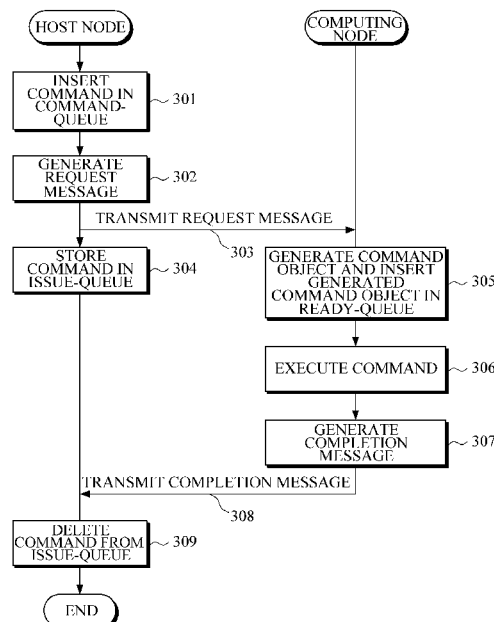 HOST NODE
COMPUTING
NODE
INSERT
COMMAND IN
COMMAND-
QUEUE
301
GENERATE
REQUEST
MESSAGE
302
TRANSMIT REQUEST MESSAGE
303
STORE
COMMAND IN
ISSUE-QUEUE
304
GENERATE COMMAND
OBJECT AND INSERT
GENERATED
COMMAND OBJECT IN
READY-QUEUE
305
EXECUTE COMMAND
306
GENERATE
COMPLETION
MESSAGE
307
TRANSMIT COMPLETION MESSAGE
308
DELETE
COMMAND FROM
ISSUE-QUEUE
309
END